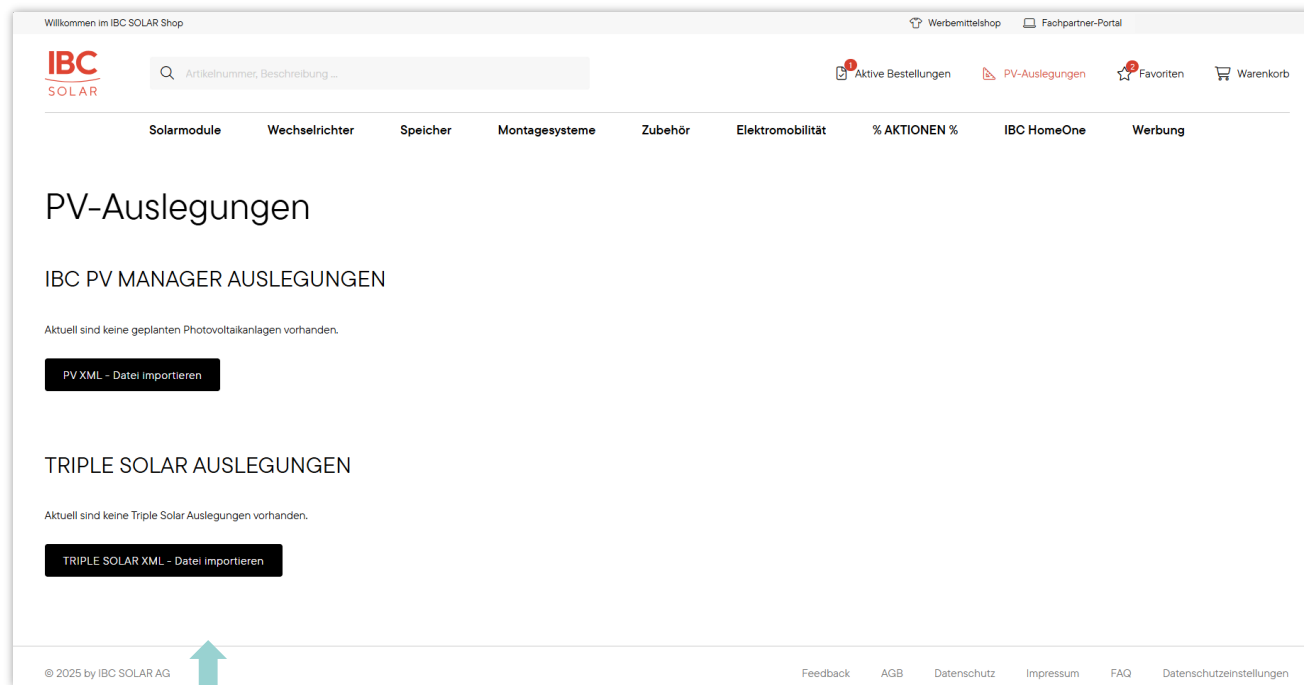 Willkommen im IBC SOLAR Shop
Werbemittelshop
Fachpartner-Portal
IBC
SOLAR
Artikelnummer, Beschreibung ...
1
Aktive Bestellungen
PV-Auslegungen
2
Favoriten
Warenkorb
Solarmodule
Wechselrichter
Speicher
Montagesysteme
Zubehör
Elektromobilität
% AKTIONEN %
IBC HomeOne
Werbung
PV-Auslegungen
IBC PV MANAGER AUSLEGUNGEN
Aktuell sind keine geplanten Photovoltaikanlagen vorhanden.
PV XML - Datei importieren
TRIPLE SOLAR AUSLEGUNGEN
Aktuell sind keine Triple Solar Auslegungen vorhanden.
TRIPLE SOLAR XML - Datei importieren
© 2025 by IBC SOLAR AG
Feedback
AGB
Datenschutz
Impressum
FAQ
Datenschutzeinstellungen